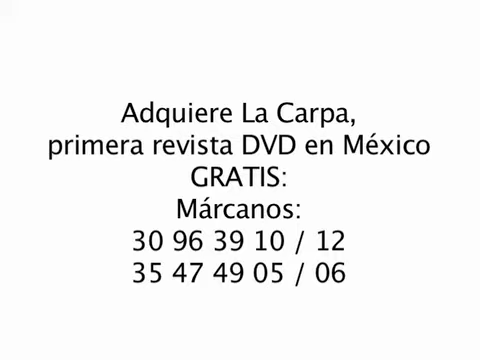 Adquiere La Carpa,
primera revista DVD en México
GRATIS:
Márcanos:
30 96 39 10 / 12
35 47 49 05 / 06